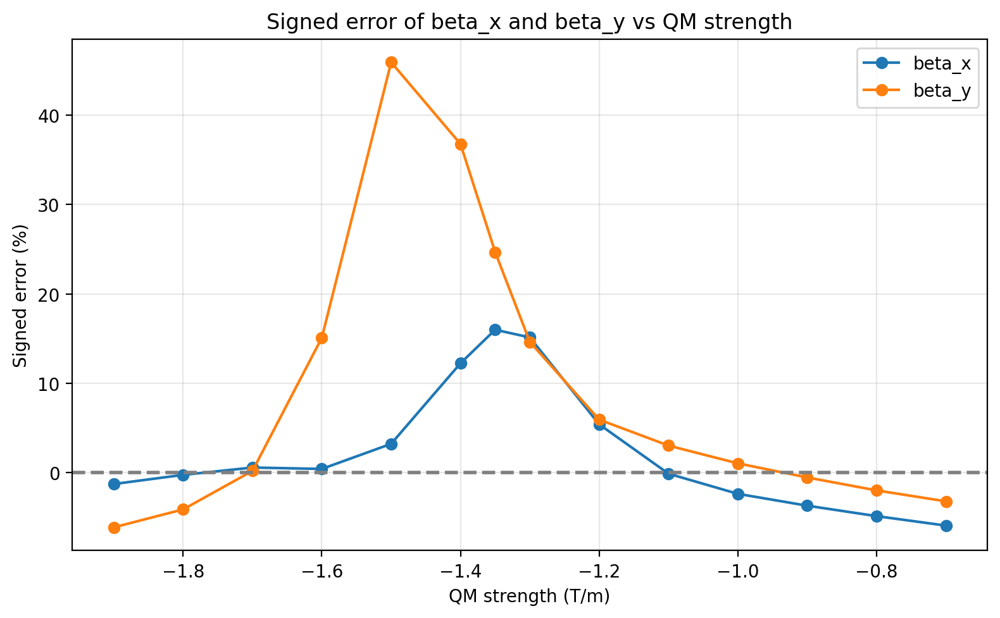 Signed error of beta_x and beta_y vs QM strength
beta_x
beta_y
Signed error (%)
40
30
20
10
0
−1.8
−1.6
−1.4
−1.2
−1.0
−0.8
QM strength (T/m)